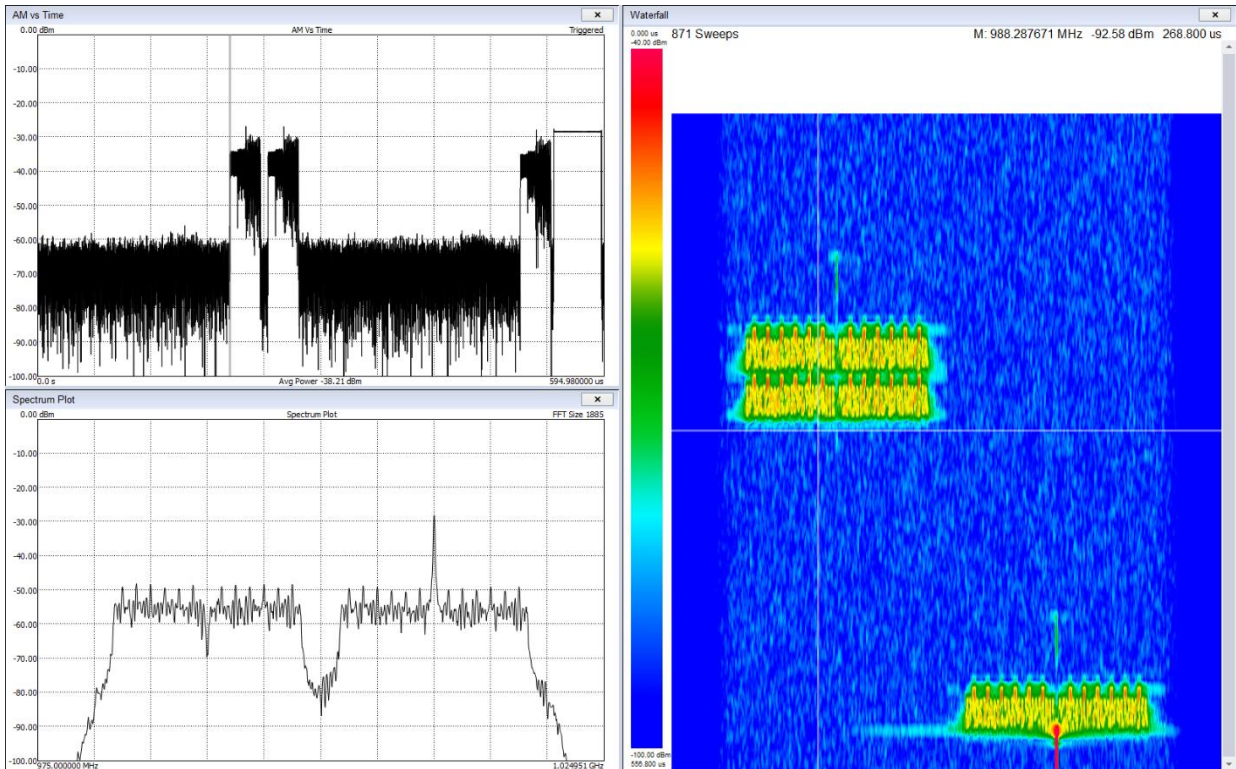 AM vs Time
0.00 dBm AM Vs Time Triggered
-10.00
-20.00
-30.00
-40.00
-50.00
-60.00
-70.00
-80.00
-90.00
-100.00
0.0 s Avg Power -38.21 dBm 594.980000 us
Spectrum Plot
0.00 dBm Spectrum Plot FFT Size 1885
-10.00
-20.00
-30.00
-40.00
-50.00
-60.00
-70.00
-80.00
-90.00
-100.00
975.000000 MHz 1.024951 GHz
Waterfall
0.000 us
-40.00 dBm
871 Sweeps M: 988.287671 MHz -92.58 dBm 268.800 us
-100.00 dBm
556.800 us